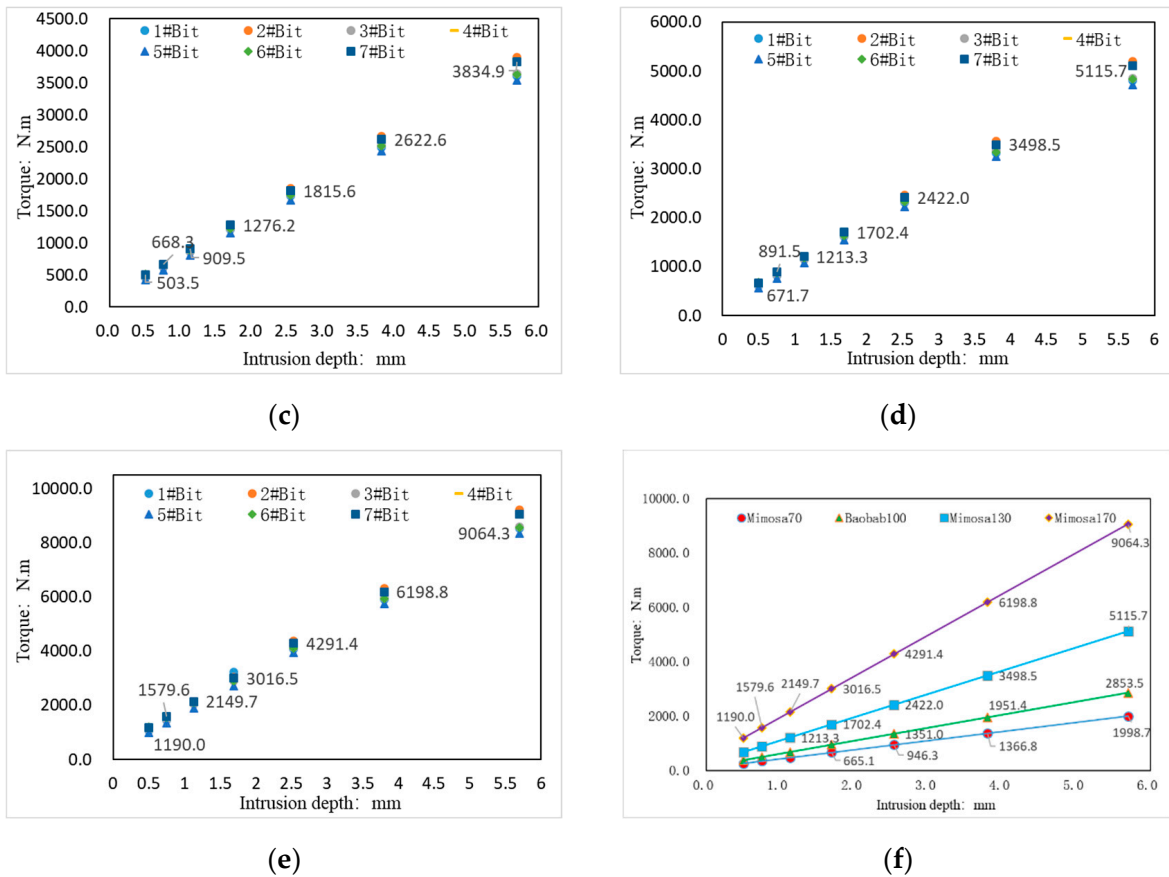 4500.0
4000.0
3500.0
3000.0
2500.0
2000.0
1500.0
1000.0
500.0
0.0
Torque: N.m
1#Bit 2#Bit 3#Bit 4#Bit
5#Bit 6#Bit 7#Bit
3834.9
2622.6
1815.6
1276.2
668.3
909.5
503.5
0.0 0.5 1.0 2.0 2.5 3.0 3.5 4.0 4.5 5.0 5.5 6.0
Intrusion depth: mm
(c)
6000.0
5000.0
4000.0
3000.0
2000.0
1000.0
0.0
Torque: N.m
1#Bit 2#Bit 3#Bit 4#Bit
5#Bit 6#Bit 7#Bit
5115.7
3498.5
2422.0
1702.4
891.5
1213.3
671.7
0 0.5 1 1.5 2 2.5 3 3.5 4 4.5 5 5.5 6
Intrusion depth: mm
(d)
10000.0
8000.0
6000.0
4000.0
2000.0
0.0
Torque: N.m
1#Bit 2#Bit 3#Bit 4#Bit
5#Bit 6#Bit 7#Bit
9064.3
6198.8
4291.4
3016.5
1579.6
2149.7
1190.0
0 0.5 1 1.5 2 2.5 3 3.5 4 4.5 5 5.5 6
Intrusion depth: mm
(e)
10000.0
8000.0
6000.0
4000.0
2000.0
0.0
Torque: N.m
Mimosa70 Baobab100 Mimosa130 Mimosa170
9064.3
6198.8
5115.7
4291.4
3498.5
2853.5
3016.5
2422.0
1951.4
1579.6 2149.7
1702.4
1351.0
1190.0
1213.3
1998.7
1366.8
946.3
665.1
0.0 1.0 2.0 3.0 4.0 5.0 6.0
Intrusion depth: mm
(f)